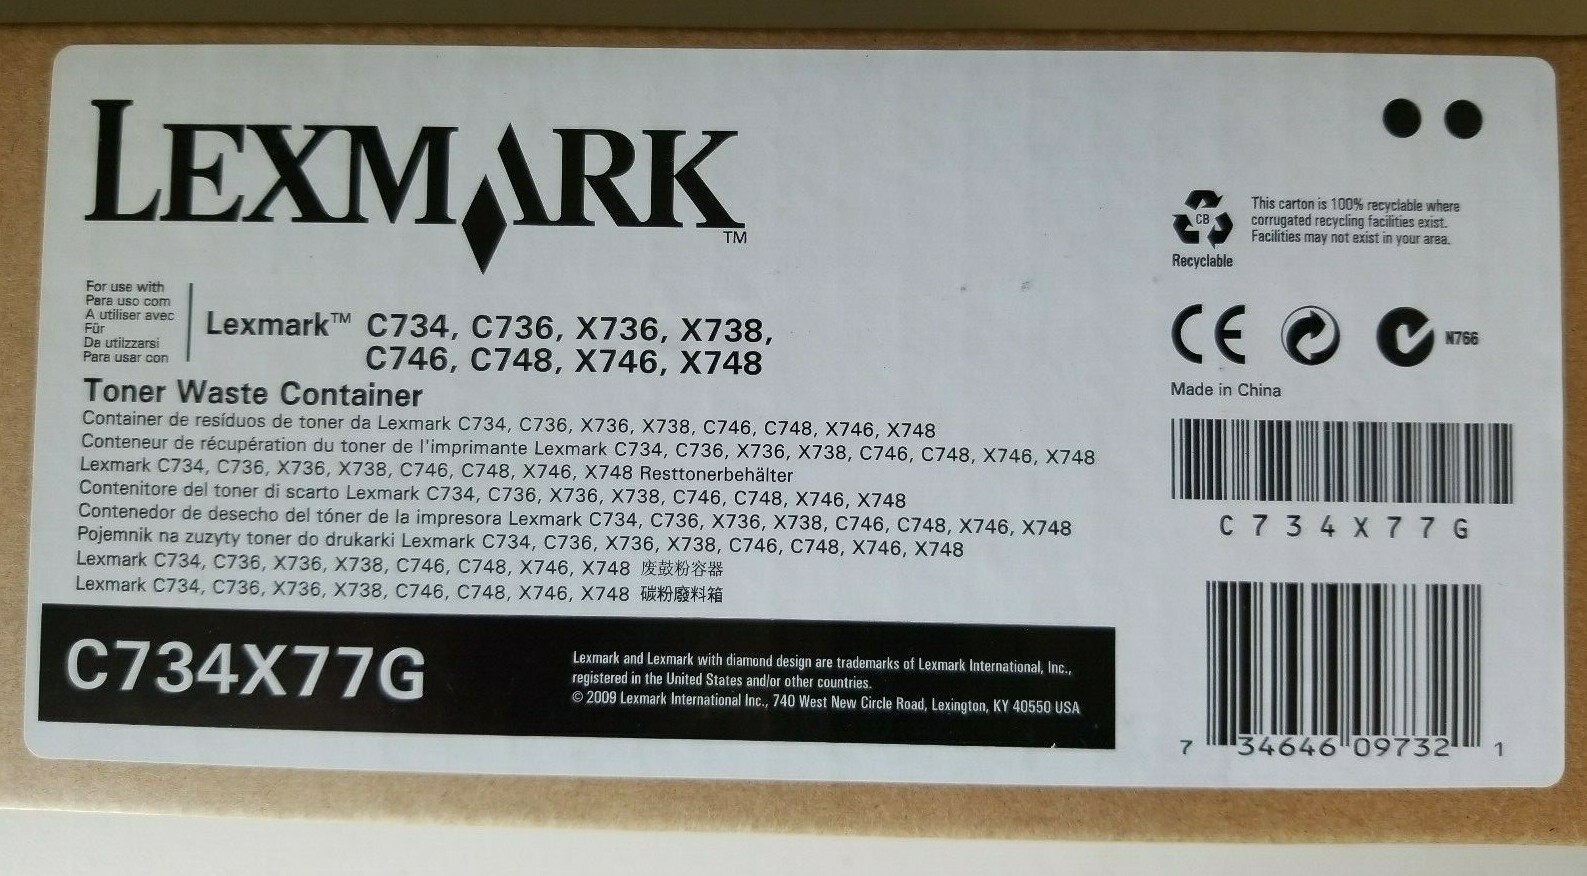 LEXMARK™
For use with
Para uso com
A utiliser avec
Für
Da utilzzarsi
Para usar con
Lexmark™ C734, C736, X736, X738,
C746, C748, X746, X748
Toner Waste Container
Container de resíduos de toner da Lexmark C734, C736, X736, X738, C746, C748, X746, X748
Conteneur de récupération du toner de l'imprimante Lexmark C734, C736, X736, X738, C746, C748, X746, X748
Lexmark C734, C736, X736, X738, C746, C748, X746, X748 Resttonerbehälter
Contenitore del toner di scarto Lexmark C734, C736, X736, X738, C746, C748, X746, X748
Contenedor de desecho del tóner de la impresora Lexmark C734, C736, X736, X738, C746, C748, X746, X748
Pojemnik na zuzyty toner do drukarki Lexmark C734, C736, X736, X738, C746, C748, X746, X748
Lexmark C734, C736, X736, X738, C746, C748, X746, X748 废鼓粉容器
Lexmark C734, C736, X736, X738, C746, C748, X746, X748 碳粉廢料箱
C734X77G
Lexmark and Lexmark with diamond design are trademarks of Lexmark International, Inc.,
registered in the United States and/or other countries.
© 2009 Lexmark International Inc., 740 West New Circle Road, Lexington, KY 40550 USA
CB
Recyclable
This carton is 100% recyclable where
corrugated recycling facilities exist.
Facilities may not exist in your area.
CE
N766
Made in China
C734X77G
7 34646 09732 1